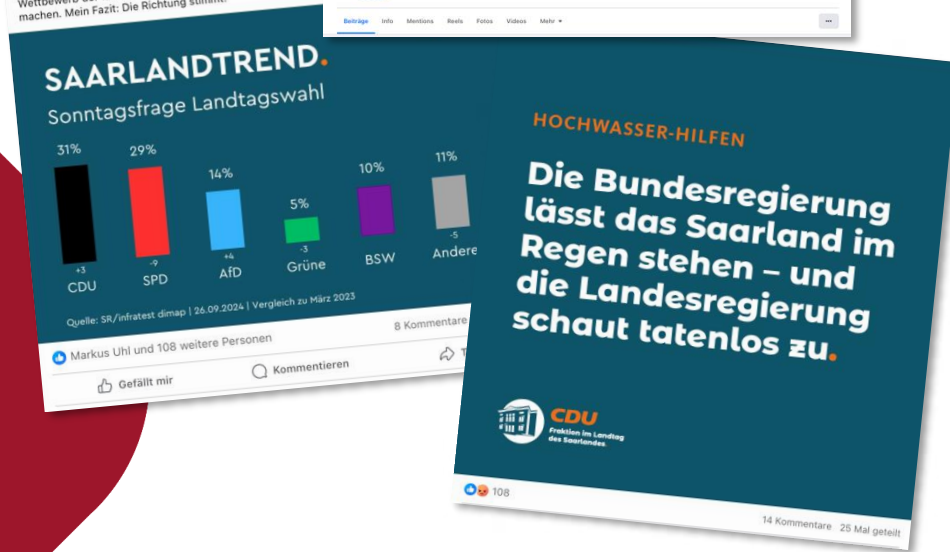 machen. Mein Fazit: Die Richtung stimmt.
Beiträge Info Mentions Reels Fotos Videos Mehr
SAARLANDTREND.
Sonntagsfrage Landtagswahl
31% 29% 14% 5% 10% 11%
+3 -9 +4 -3 -5
CDU SPD AfD Grüne BSW Andere
Quelle: SR/infratest dimap | 26.09.2024 | Vergleich zu März 2023
Markus Uhl und 108 weitere Personen 8 Kommentare
Gefällt mir Kommentieren T
HOCHWASSER-HILFEN
Die Bundesregierung
lässt das Saarland im
Regen stehen – und
die Landesregierung
schaut tatenlos zu.
CDU
Fraktion im Landtag
des Saarlandes
108
14 Kommentare 25 Mal geteilt